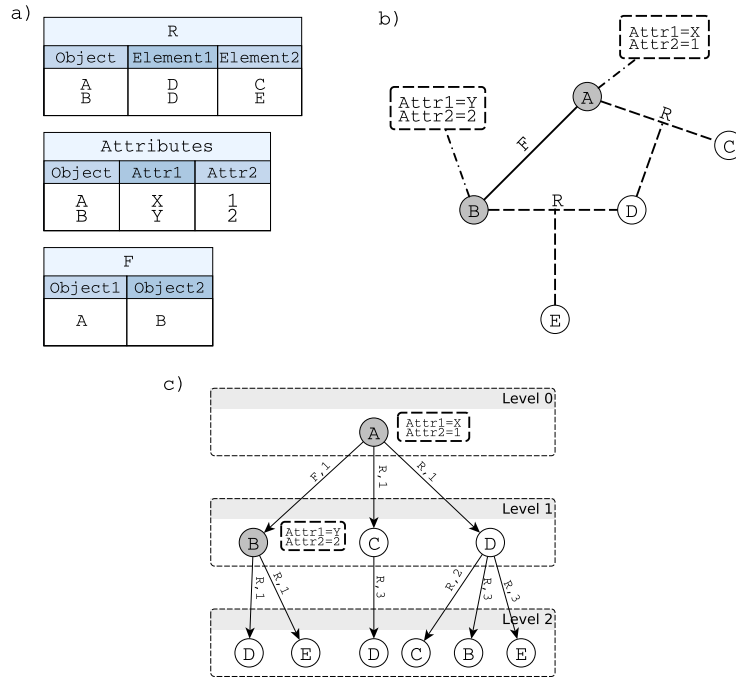 a)
R
Object Element1 Element2
A D C
B D E
Attributes
Object Attr1 Attr2
A X 1
B Y 2
F
Object1 Object2
A B
b)
Attr1=X
Attr2=1
Attr1=Y
Attr2=2
A
R
C
F
B
R
D
E
c)
Level 0
A
Attr1=X
Attr2=1
F,1
R,1
R,1
Level 1
B
Attr1=Y
Attr2=2
C
D
R,1
R,1
R,3
R,2
R,3
R,3
Level 2
D E D C B E